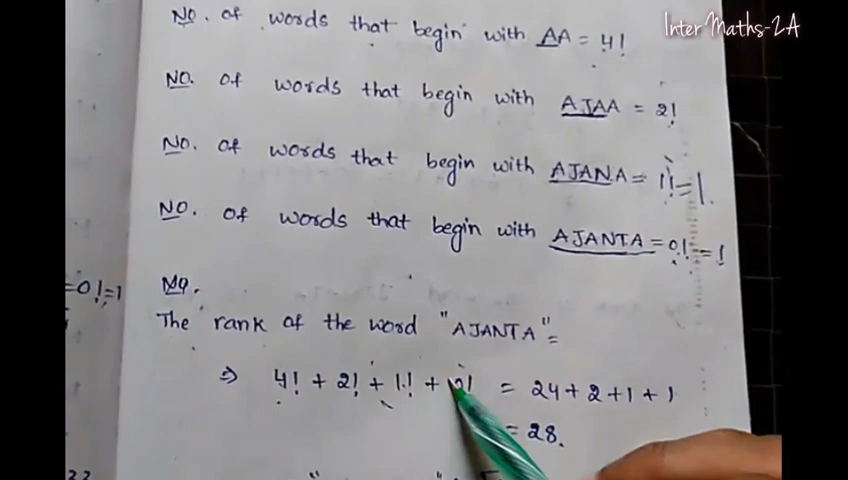 Inter Maths-2A
NO. of words that begin with AA = 4!
NO. of words that begin with AJAA = 2!
NO. of words that begin with AJANA = 1! = 1.
NO. of words that begin with AJANTA = 0! = 1
=0!=1
The rank of the word "AJANTA" =
⇒ 4! + 2! + 1! + 0! = 24 + 2 + 1 + 1
= 28.